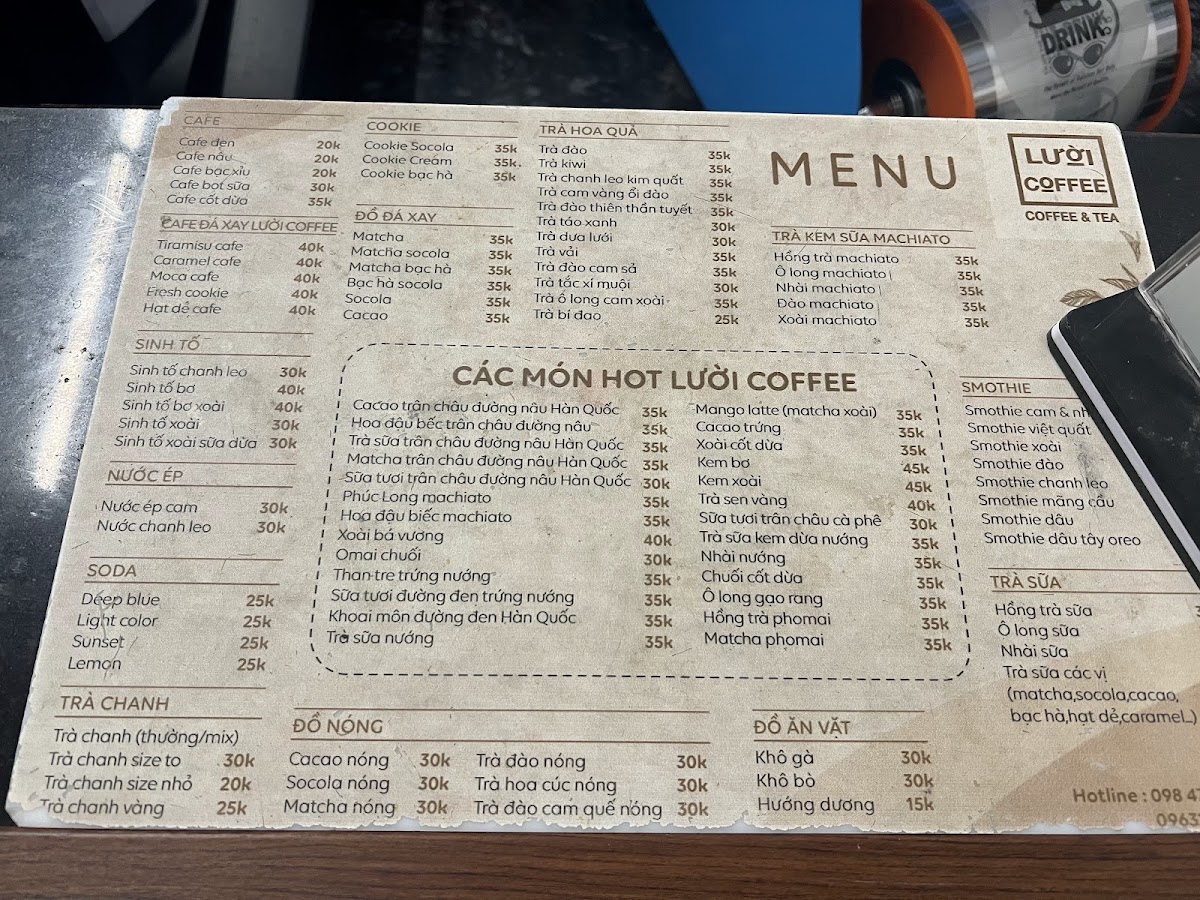 DRINK
MENU
LƯỜI
COFFEE
COFFEE & TEA
CAFE
Cafe đen 20k
Cafe nâu 20k
Cafe bạc xỉu 20k
Cafe bọt sữa 30k
Cafe cốt dừa 35k
CAFE ĐÁ XAY LƯỜI COFFEE
Tiramisu cafe 40k
Caramel cafe 40k
Moca cafe 40k
Fresh cookie 40k
Hạt dẻ cafe 40k
SINH TỐ
Sinh tố chanh leo 30k
Sinh tố bơ 40k
Sinh tố bơ xoài 40k
Sinh tố xoài 30k
Sinh tố xoài sữa dừa 30k
NƯỚC ÉP
Nước ép cam 30k
Nước chanh leo 30k
SODA
Deep blue 25k
Light color 25k
Sunset 25k
Lemon 25k
TRÀ CHANH
Trà chanh (thường/mix)
Trà chanh size to 30k
Trà chanh size nhỏ 20k
Trà chanh vàng 25k
COOKIE
Cookie Socola 35k
Cookie Cream 35k
Cookie bạc hà 35k
ĐỒ ĐÁ XAY
Matcha 35k
Matcha socola 35k
Matcha bạc hà 35k
Bạc hà socola 35k
Socola 35k
Cacao 35k
TRÀ HOA QUẢ
Trà đào 35k
Trà kiwi 35k
Trà chanh leo kim quất 35k
Trà cam vàng ổi đào 35k
Trà đào thiên thần tuyết 35k
Trà táo xanh 30k
Trà dưa lưới 30k
Trà vải 35k
Trà đào cam sả 35k
Trà tắc xí muội 30k
Trà ô long cam xoài 35k
Trà bí đao 25k
TRÀ KEM SỮA MACHIATO
Hồng trà machiato 35k
Ô long machiato 35k
Nhài machiato 35k
Đào machiato 35k
Xoài machiato 35k
CÁC MÓN HOT LƯỜI COFFEE
Cacao trân châu đường nâu Hàn Quốc 35k
Hoa đậu bếc trân châu đường nâu 35k
Trà sữa trân châu đường nâu Hàn Quốc 35k
Matcha trân châu đường nâu Hàn Quốc 35k
Sữa tươi trân châu đường nâu Hàn Quốc 30k
Phúc Long machiato 35k
Hoa đậu biếc machiato 35k
Xoài bá vương 40k
Omai chuối 30k
Than tre trứng nướng 35k
Sữa tươi đường đen trứng nướng 35k
Khoai môn đường đen Hàn Quốc 35k
Trà sữa nướng 35k
Mango latte (matcha xoài) 35k
Cacao trứng 35k
Xoài cốt dừa 35k
Kem bơ 45k
Kem xoài 45k
Trà sen vàng 40k
Sữa tươi trân châu cà phê 30k
Trà sữa kem dừa nướng 35k
Nhài nướng 35k
Chuối cốt dừa 35k
Ô long gạo rang 35k
Hồng trà phomai 35k
Matcha phomai 35k
SMOTHIE
Smothie cam & nh
Smothie việt quất
Smothie xoài
Smothie đào
Smothie chanh leo
Smothie mãng cầu
Smothie dâu
Smothie dâu tây oreo
TRÀ SỮA
Hồng trà sữa 3
Ô long sữa
Nhài sữa
Trà sữa các vị
(matcha,socola,cacao,
bạc hà,hạt dẻ,caramel..)
ĐỒ NÓNG
Cacao nóng 30k
Socola nóng 30k
Matcha nóng 30k
Trà đào nóng 30k
Trà hoa cúc nóng 30k
Trà đào cam quế nóng 30k
ĐỒ ĂN VẶT
Khô gà 30k
Khô bò 30k
Hướng dương 15k
Hotline : 098 4
0963